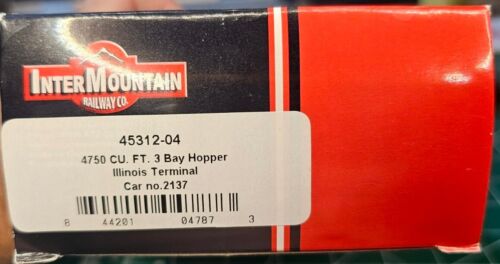 INTERMOUNTAIN
RAILWAY CO.
45312-04
4750 CU. FT. 3 Bay Hopper
Illinois Terminal
Car no.2137
8 44201 04787 3